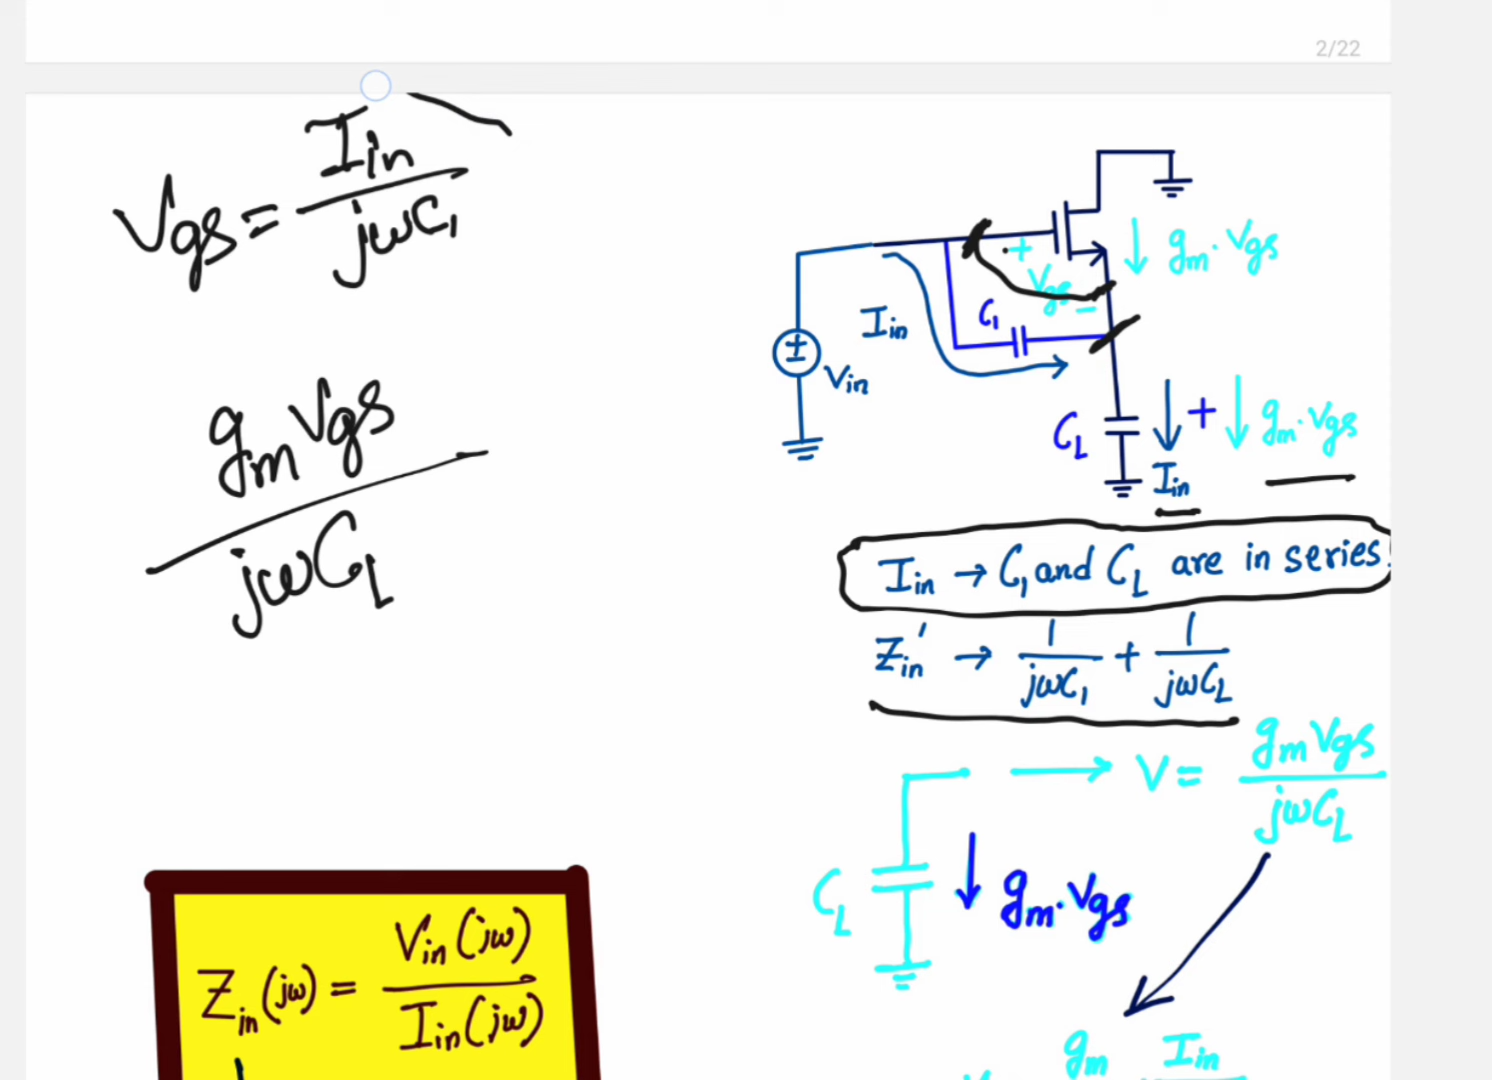 2/22
Vgs = Iin / jωC1
gm Vgs / jωCL
Zin(jω) = Vin(jω) / Iin(jω)
gm·Vgs
+
Vgs
−
Iin
C1
±
Vin
CL
+
gm·Vgs
Iin
Iin → C1 and CL are in series!
Zin' → 1 / jωC1 + 1 / jωCL
→ V = gm Vgs / jωCL
CL
gm·Vgs
gm Iin